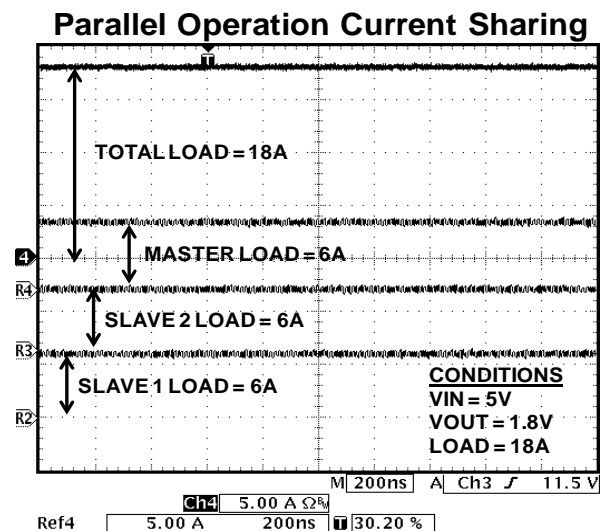 Parallel Operation Current Sharing
T
TOTAL LOAD = 18A
4
MASTER LOAD = 6A
R4
SLAVE 2 LOAD = 6A
R3
SLAVE 1 LOAD = 6A
R2
CONDITIONS
VIN = 5V
VOUT = 1.8V
LOAD = 18A
M 200ns A Ch3 ∫ 11.5 V
Ch4 5.00 A ΩBW
Ref4 5.00 A 200ns T 30.20 %